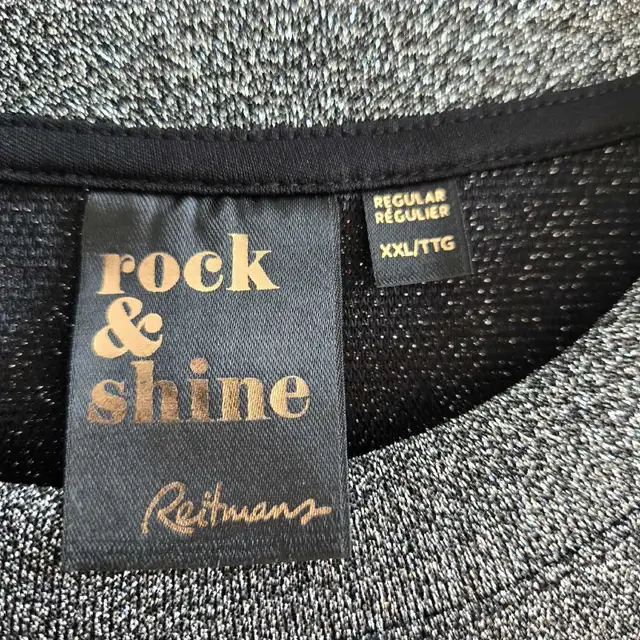 rock
&
shine
Reitmans
REGULAR
RÉGULIER
XXL/TTG